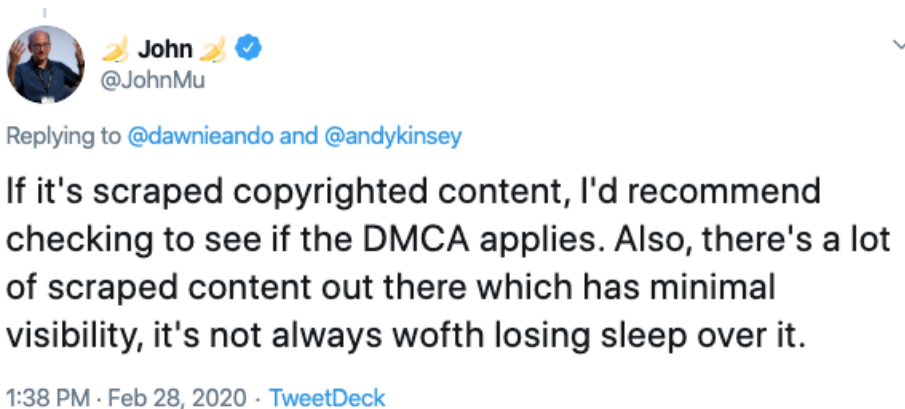 🍌 John 🍌
@JohnMu
Replying to @dawnieando and @andykinsey
If it's scraped copyrighted content, I'd recommend
checking to see if the DMCA applies. Also, there's a lot
of scraped content out there which has minimal
visibility, it's not always wofth losing sleep over it.
1:38 PM · Feb 28, 2020 · TweetDeck